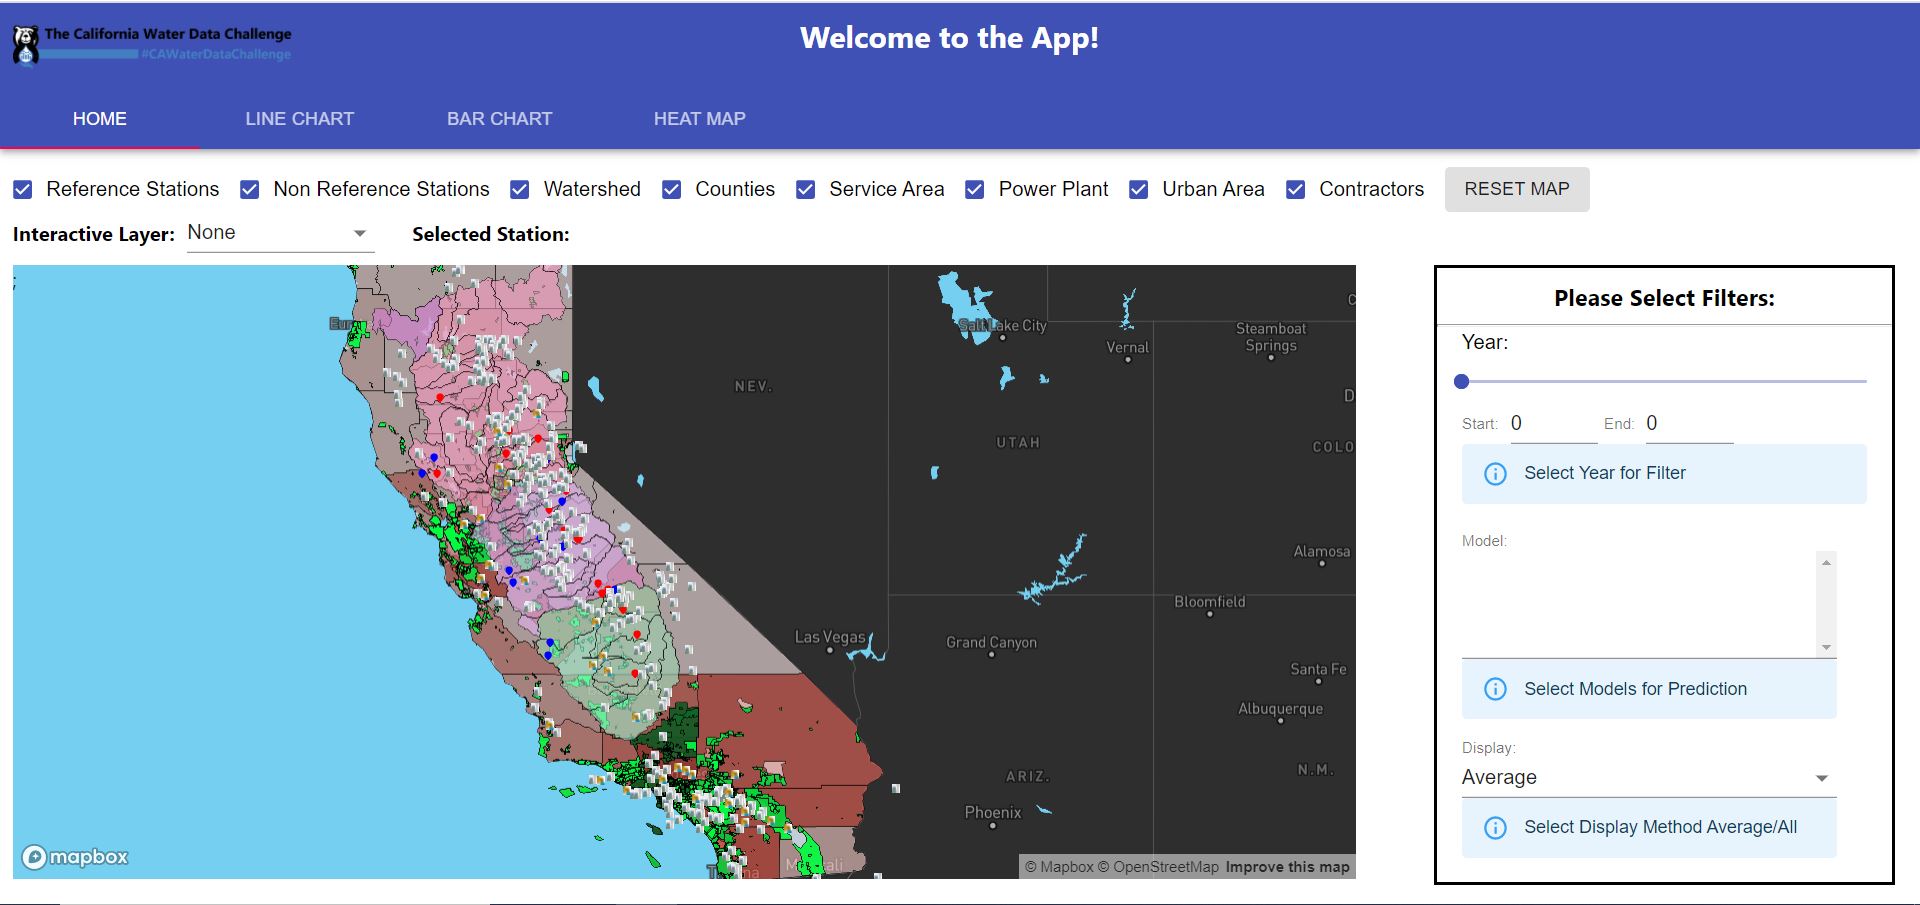 The California Water Data Challenge
#CAWaterDataChallenge
Welcome to the App!
HOME
LINE CHART
BAR CHART
HEAT MAP
Reference Stations
Non Reference Stations
Watershed
Counties
Service Area
Power Plant
Urban Area
Contractors
RESET MAP
Interactive Layer:
None
Selected Station:
NEV.
Salt Lake City
Vernal
Steamboat
Springs
UTAH
COLO
Alamosa
Bloomfield
Las Vegas
Grand Canyon
Santa Fe
Albuquerque
ARIZ.
N.M.
Phoenix
mapbox
© Mapbox © OpenStreetMap Improve this map
Please Select Filters:
Year:
Start: 0 End: 0
Select Year for Filter
Model:
Select Models for Prediction
Display:
Average
Select Display Method Average/All